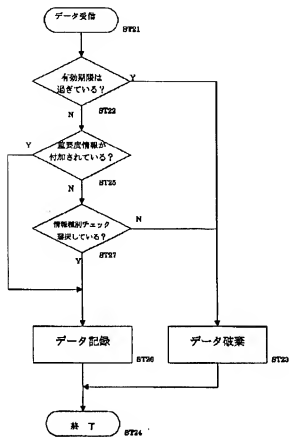 データ受信
ST21
有効期限は
過ぎている？
Y
N
ST22
Y
重要度情報が
付加されている？
N
ST25
情報種別チェック
選択している？
N
Y
ST27
データ記録
データ破棄
ST26
ST23
終 了
ST24